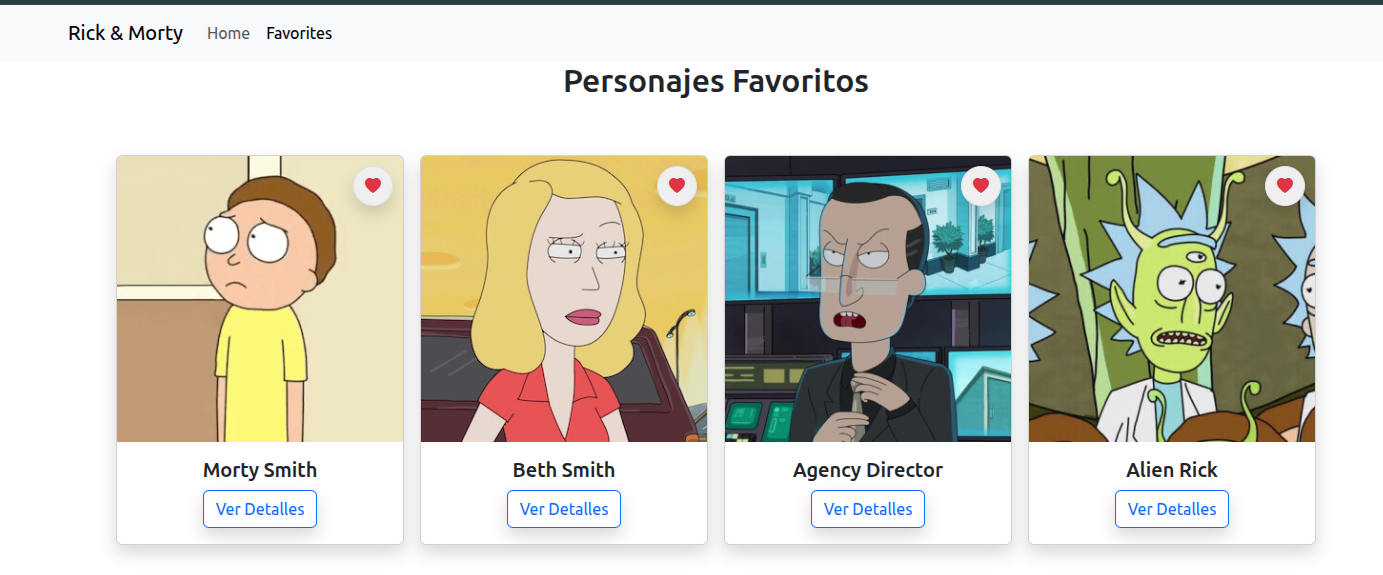 Rick & Morty Home Favorites
Personajes Favoritos
Morty Smith
Ver Detalles
Beth Smith
Ver Detalles
Agency Director
Ver Detalles
Alien Rick
Ver Detalles